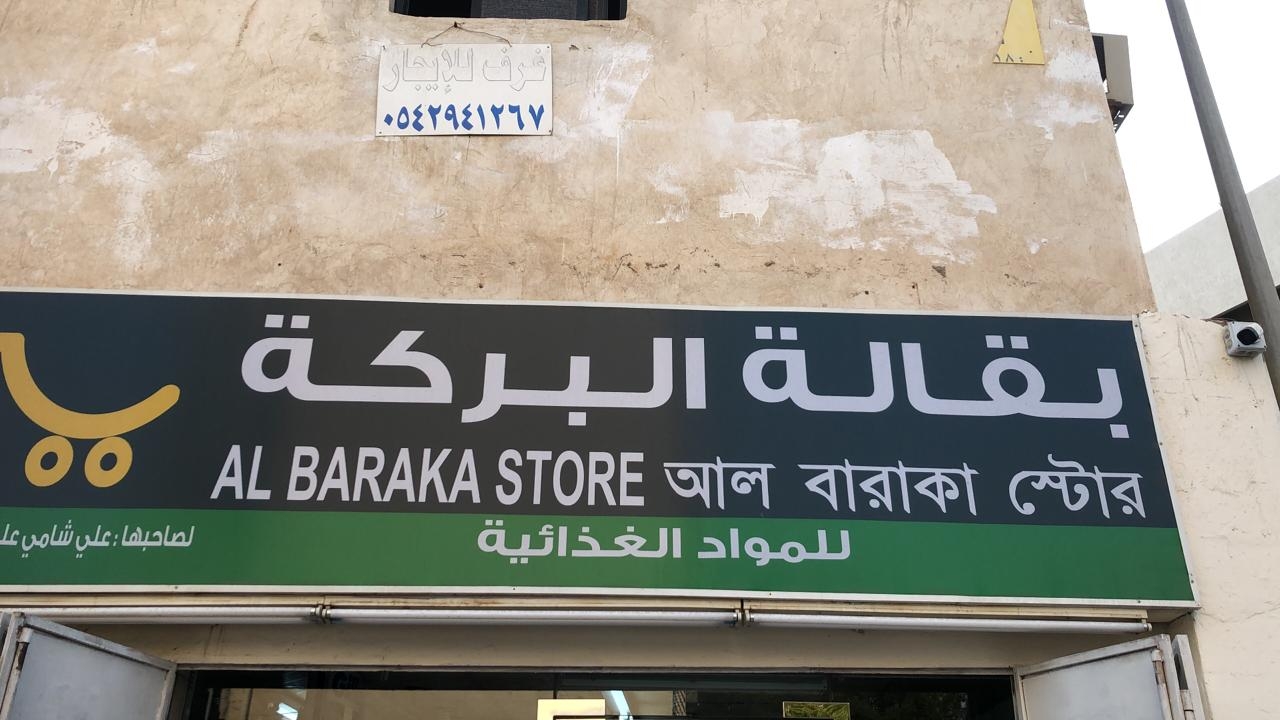 غرف للإيجار
٠٥٤٢٩٤١٢٦٧
بقالة البركة
AL BARAKA STORE আল বারাকা স্টোর
للمواد الغذائية
لصاحبها : علي شامي